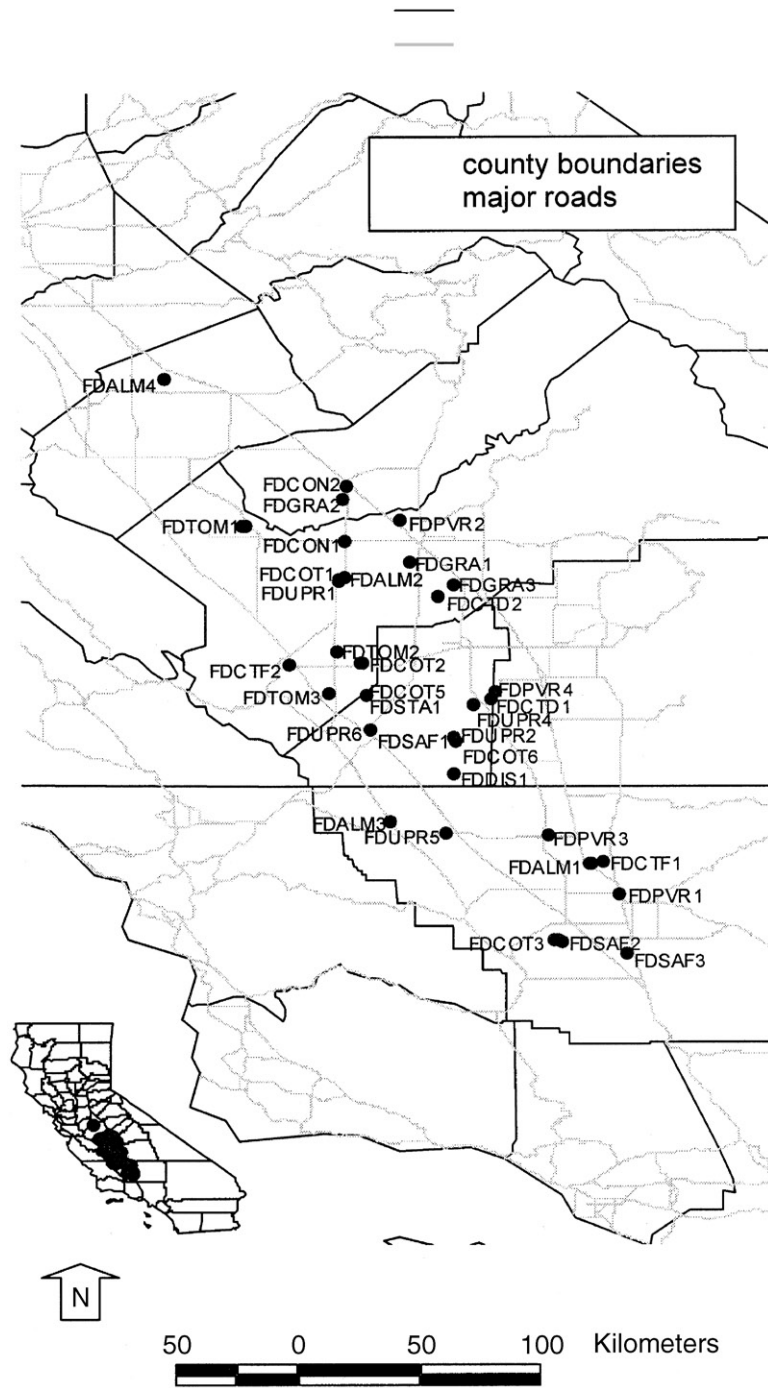 county boundaries
major roads
FDALM4
FDCON2
FDGRA2
FDTOM1
FDPVR2
FDCON1
FDGRA1
FDCOT1
FDALM2
FDGRA3
FDUPR1
FDCTD2
FDTOM2
FDCTF2
FDCOT2
FDTOM3
FDCOT5
FDPVR4
FDSTA1
FDCTD1
FDUPR4
FDUPR6
FDSAF1
FDUPR2
FDCOT6
FDDIS1
FDALM3
FDUPR5
FDPVR3
FDALM1
FDCTF1
FDPVR1
FDCOT3
FDSAF2
FDSAF3
N
50 0 50 100 Kilometers